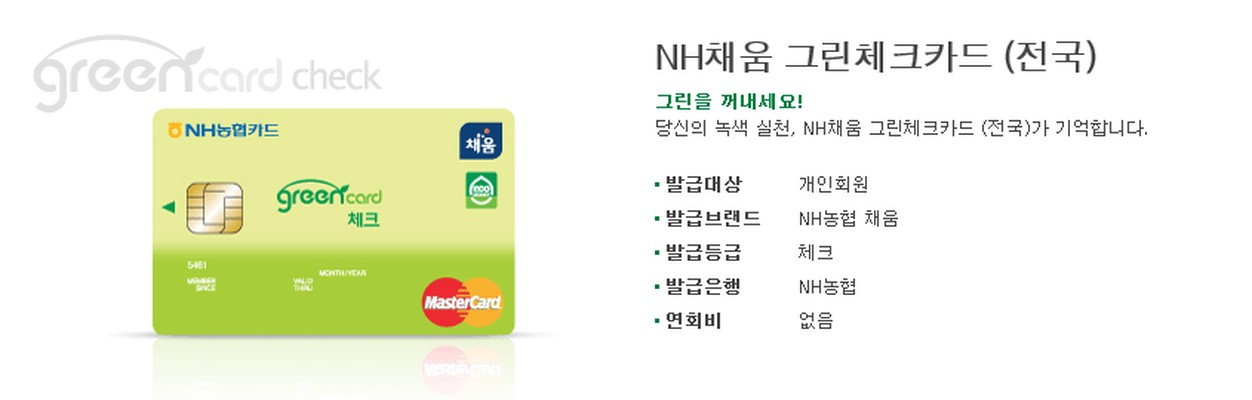 greencard check
NH농협카드
채움
eco
greencard
체크
5461
MEMBER
SINCE
VALID
THRU
MONTH/YEAR
MasterCard
NH채움 그린체크카드 (전국)
그린을 꺼내세요!
당신의 녹색 실천, NH채움 그린체크카드 (전국)가 기억합니다.
발급대상 개인회원
발급브랜드 NH농협 채움
발급등급 체크
발급은행 NH농협
연회비 없음